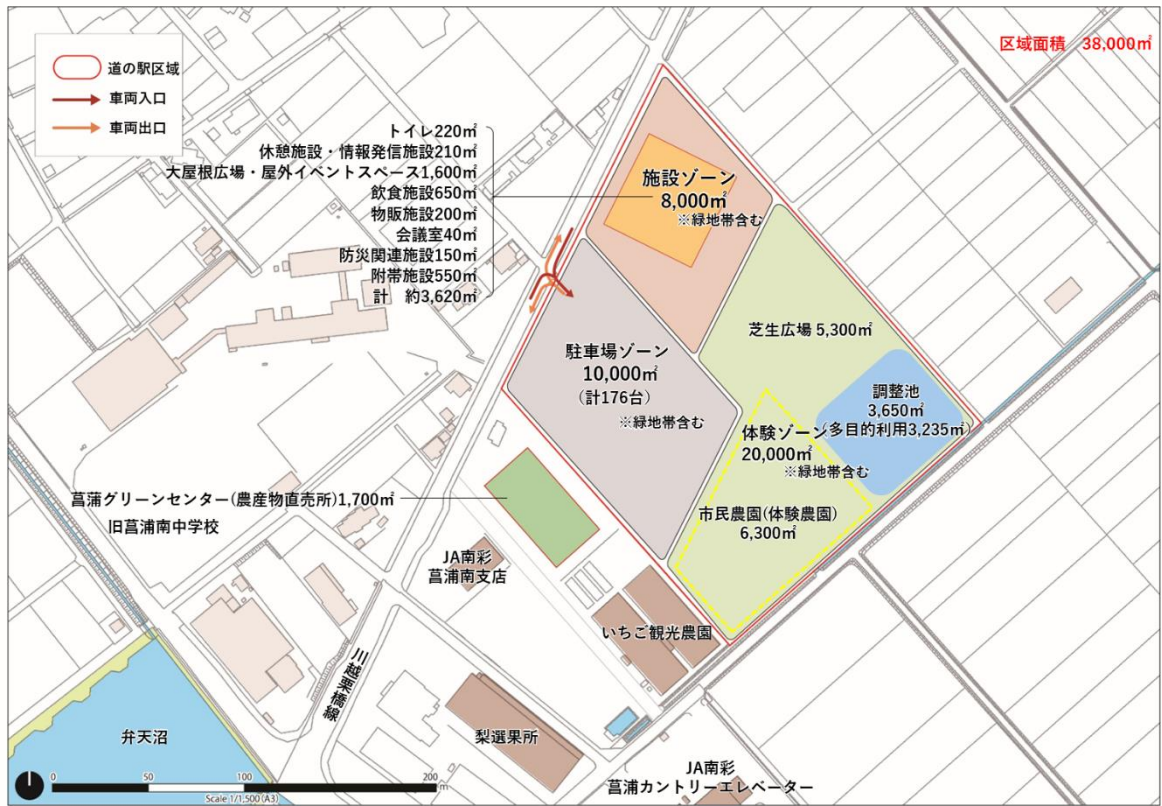 区域面積　38,000㎡
道の駅区域
車両入口
車両出口
トイレ220㎡
休憩施設・情報発信施設210㎡
大屋根広場・屋外イベントスペース1,600㎡
飲食施設650㎡
物販施設200㎡
会議室40㎡
防災関連施設150㎡
附帯施設550㎡
計　約3,620㎡
施設ゾーン
8,000㎡
※緑地帯含む
芝生広場 5,300㎡
駐車場ゾーン
10,000㎡
(計176台)
※緑地帯含む
調整池
3,650㎡
(多目的利用3,235㎡)
体験ゾーン
20,000㎡
※緑地帯含む
市民農園(体験農園)
6,300㎡
菖蒲グリーンセンター(農産物直売所)1,700㎡
旧菖浦南中学校
JA南彩
菖浦南支店
いちご観光農園
川越栗橋線
弁天沼
梨選果所
JA南彩
菖浦カントリーエレベーター
0 50 100 200
m
Scale 1/1,500(A3)